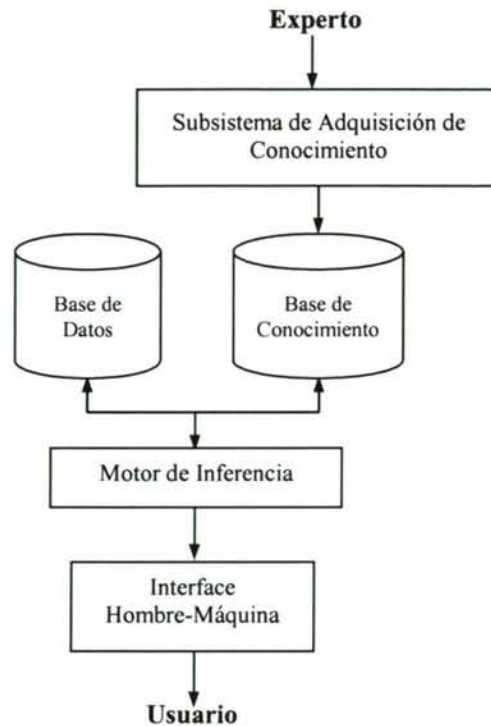 Experto
Subsistema de Adquisición de
Conocimiento
Base de
Datos
Base de
Conocimiento
Motor de Inferencia
Interface
Hombre-Máquina
Usuario